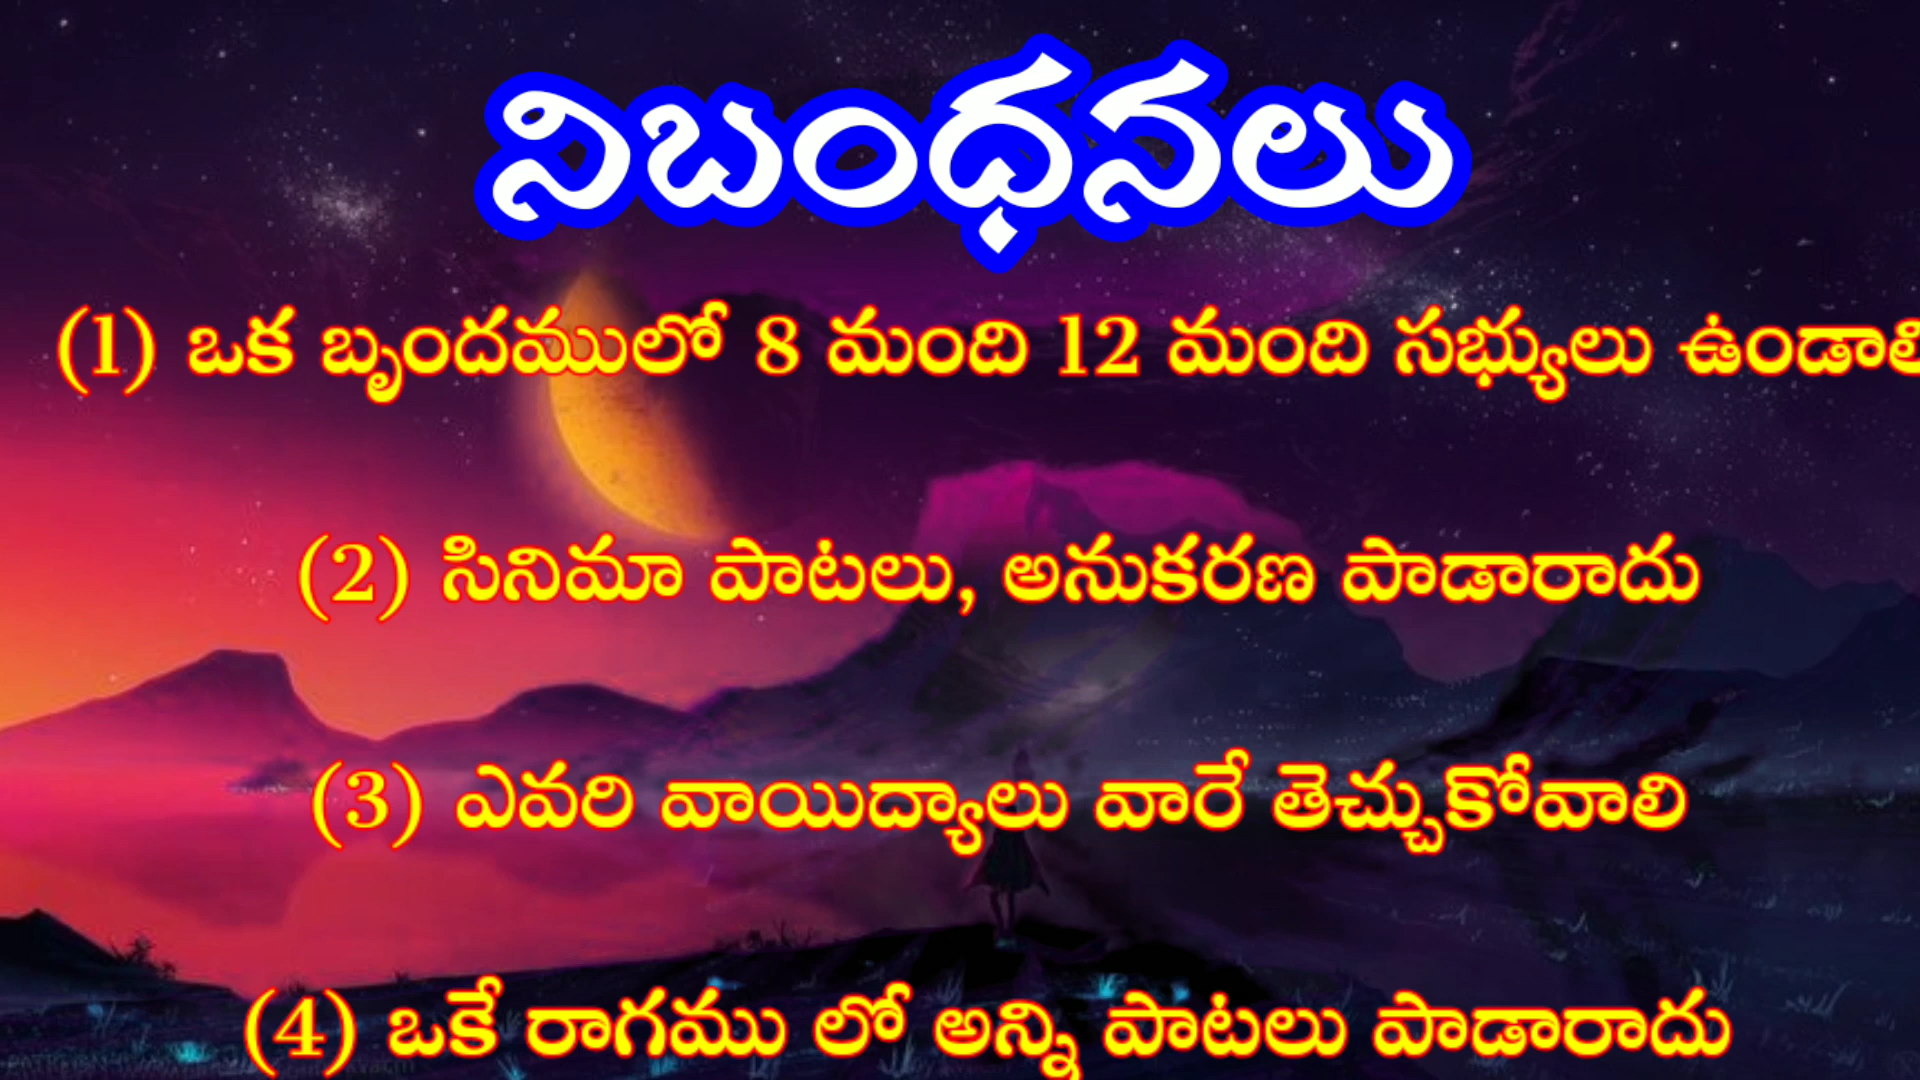 నిబంధనలు
(1) ఒక బృందములో 8 మంది 12 మంది సభ్యులు ఉండాలి
(2) సినిమా పాటలు, అనుకరణ పాడారాదు
(3) ఎవరి వాయిద్యాలు వారే తెచ్చుకోవాలి
(4) ఒకే రాగము లో అన్ని పాటలు పాడారాదు